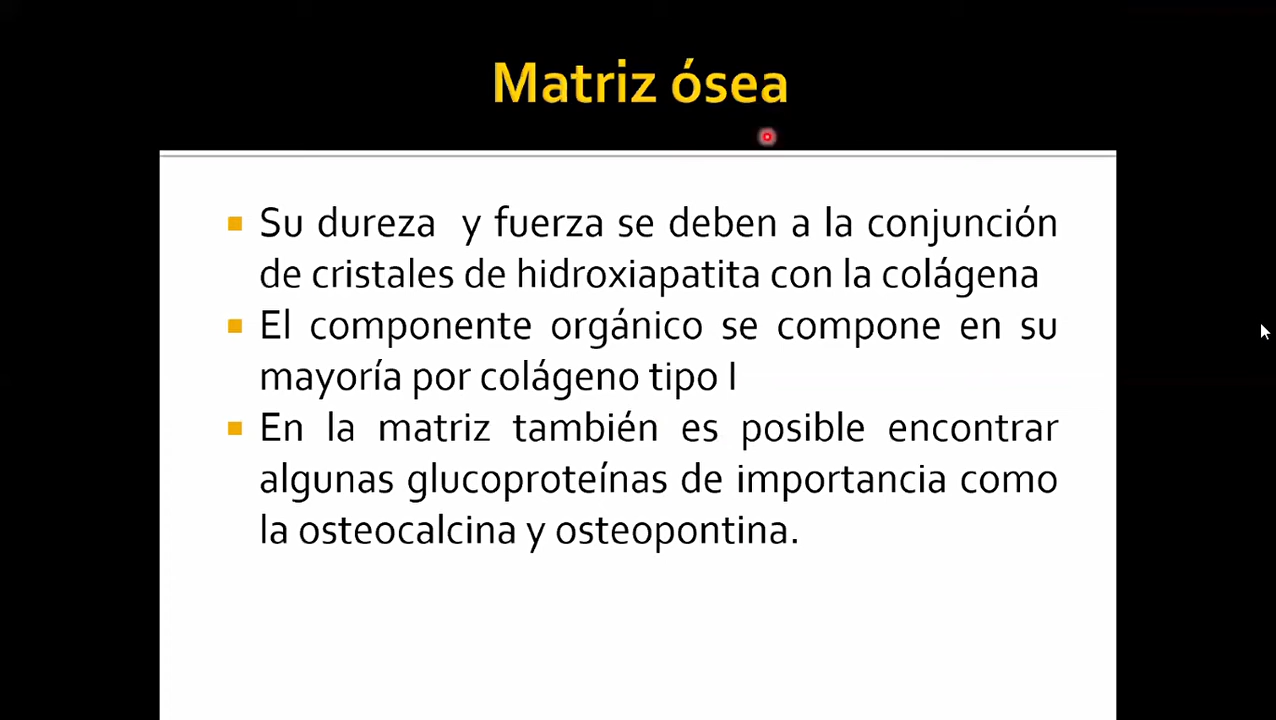 Matriz ósea
Su dureza y fuerza se deben a la conjunción
de cristales de hidroxiapatita con la colágena
El componente orgánico se compone en su
mayoría por colágeno tipo I
En la matriz también es posible encontrar
algunas glucoproteínas de importancia como
la osteocalcina y osteopontina.